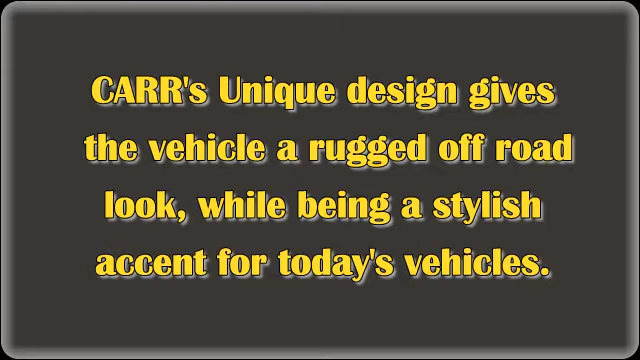 CARR's Unique design gives
the vehicle a rugged off road
look, while being a stylish
accent for today's vehicles.